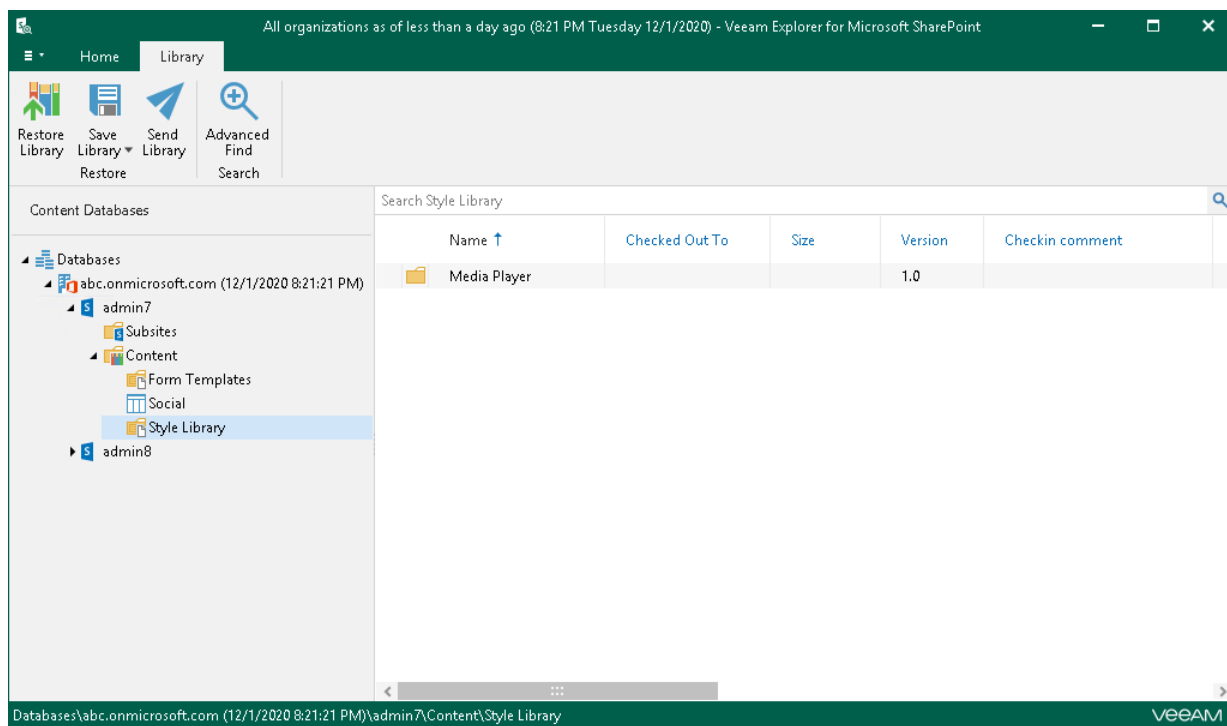 All organizations as of less than a day ago (8:21 PM Tuesday 12/1/2020) - Veeam Explorer for Microsoft SharePoint
Home Library
Restore Library
Save Library
Send Library
Advanced Find
Restore Search
Content Databases
Search Style Library
Name Checked Out To Size Version Checkin comment
Media Player 1.0
Databases
abc.onmicrosoft.com (12/1/2020 8:21:21 PM)
admin7
Subsites
Content
Form Templates
Social
Style Library
admin8
Databases\abc.onmicrosoft.com (12/1/2020 8:21:21 PM)\admin7\Content\Style Library
veeam